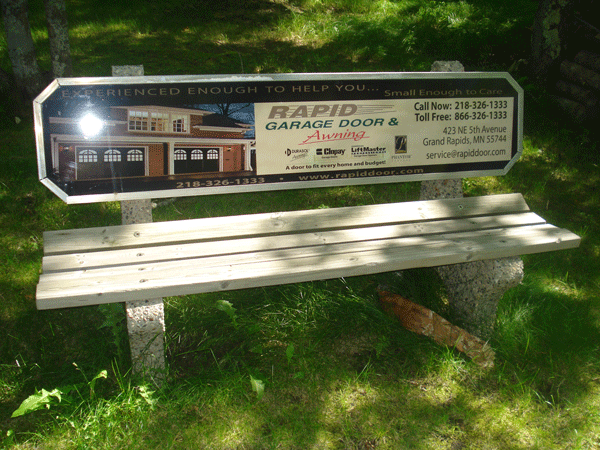 EXPERIENCED ENOUGH TO HELP YOU... Small Enough to Care
RAPID
GARAGE DOOR &
Awning
Clopay
LiftMaster
A door to fit every home and budget!
Call Now: 218-326-1333
Toll Free: 866-326-1333
423 NE 5th Avenue
Grand Rapids, MN 55744
service@rapiddoor.com
218-326-1333 • www.rapiddoor.com